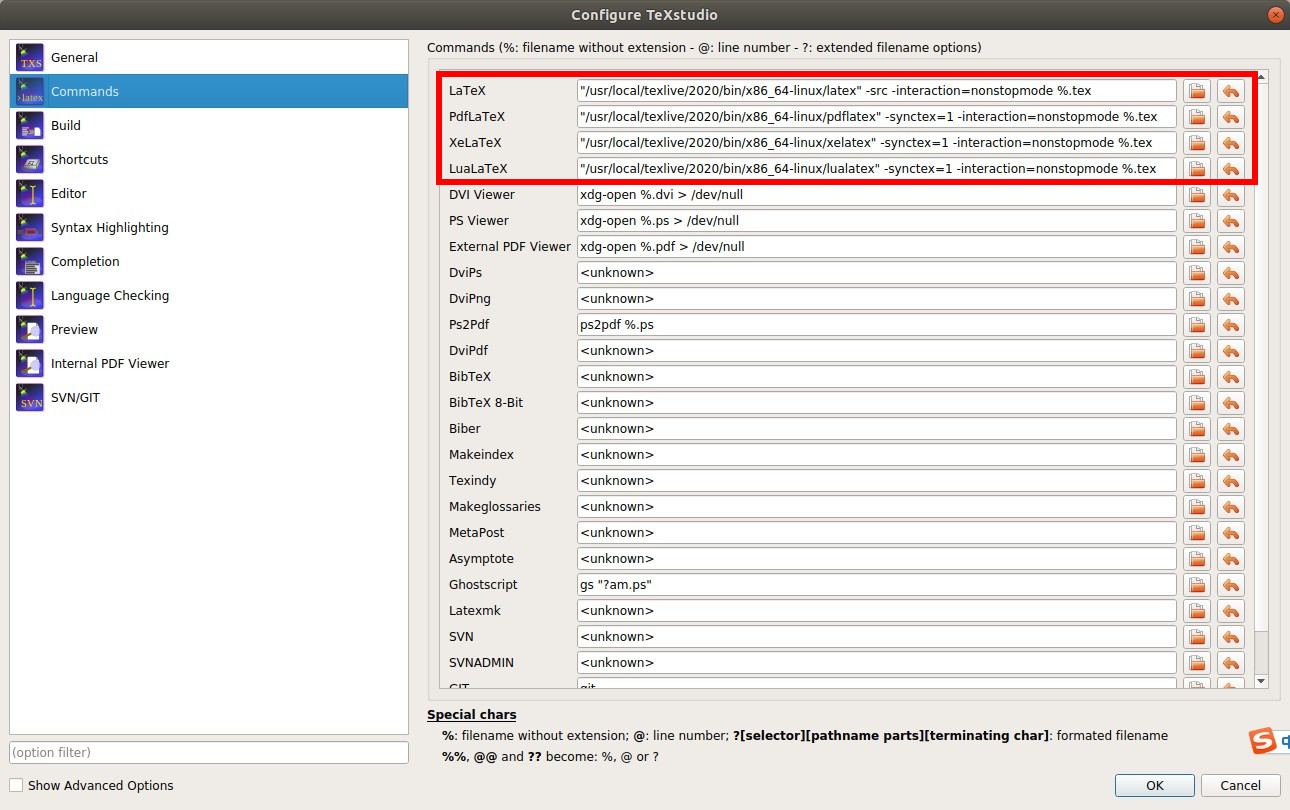 Configure TeXstudio
General
Commands
Build
Shortcuts
Editor
Syntax Highlighting
Completion
Language Checking
Preview
Internal PDF Viewer
SVN/GIT
(option filter)
Show Advanced Options
Commands (%: filename without extension - @: line number - ?: extended filename options)
LaTeX "/usr/local/texlive/2020/bin/x86_64-linux/latex" -src -interaction=nonstopmode %.tex
PdfLaTeX "/usr/local/texlive/2020/bin/x86_64-linux/pdflatex" -synctex=1 -interaction=nonstopmode %.tex
XeLaTeX "/usr/local/texlive/2020/bin/x86_64-linux/xelatex" -synctex=1 -interaction=nonstopmode %.tex
LuaLaTeX "/usr/local/texlive/2020/bin/x86_64-linux/lualatex" -synctex=1 -interaction=nonstopmode %.tex
DVI Viewer xdg-open %.dvi > /dev/null
PS Viewer xdg-open %.ps > /dev/null
External PDF Viewer xdg-open %.pdf > /dev/null
DviPs <unknown>
DviPng <unknown>
Ps2Pdf ps2pdf %.ps
DviPdf <unknown>
BibTeX <unknown>
BibTeX 8-Bit <unknown>
Biber <unknown>
Makeindex <unknown>
Texindy <unknown>
Makeglossaries <unknown>
MetaPost <unknown>
Asymptote <unknown>
Ghostscript gs "?am.ps"
Latexmk <unknown>
SVN <unknown>
SVNADMIN <unknown>
GIT git
Special chars
%: filename without extension; @: line number; ?[selector][pathname parts][terminating char]: formated filename
%%, @@ and ?? become: %, @ or ?
OK
Cancel